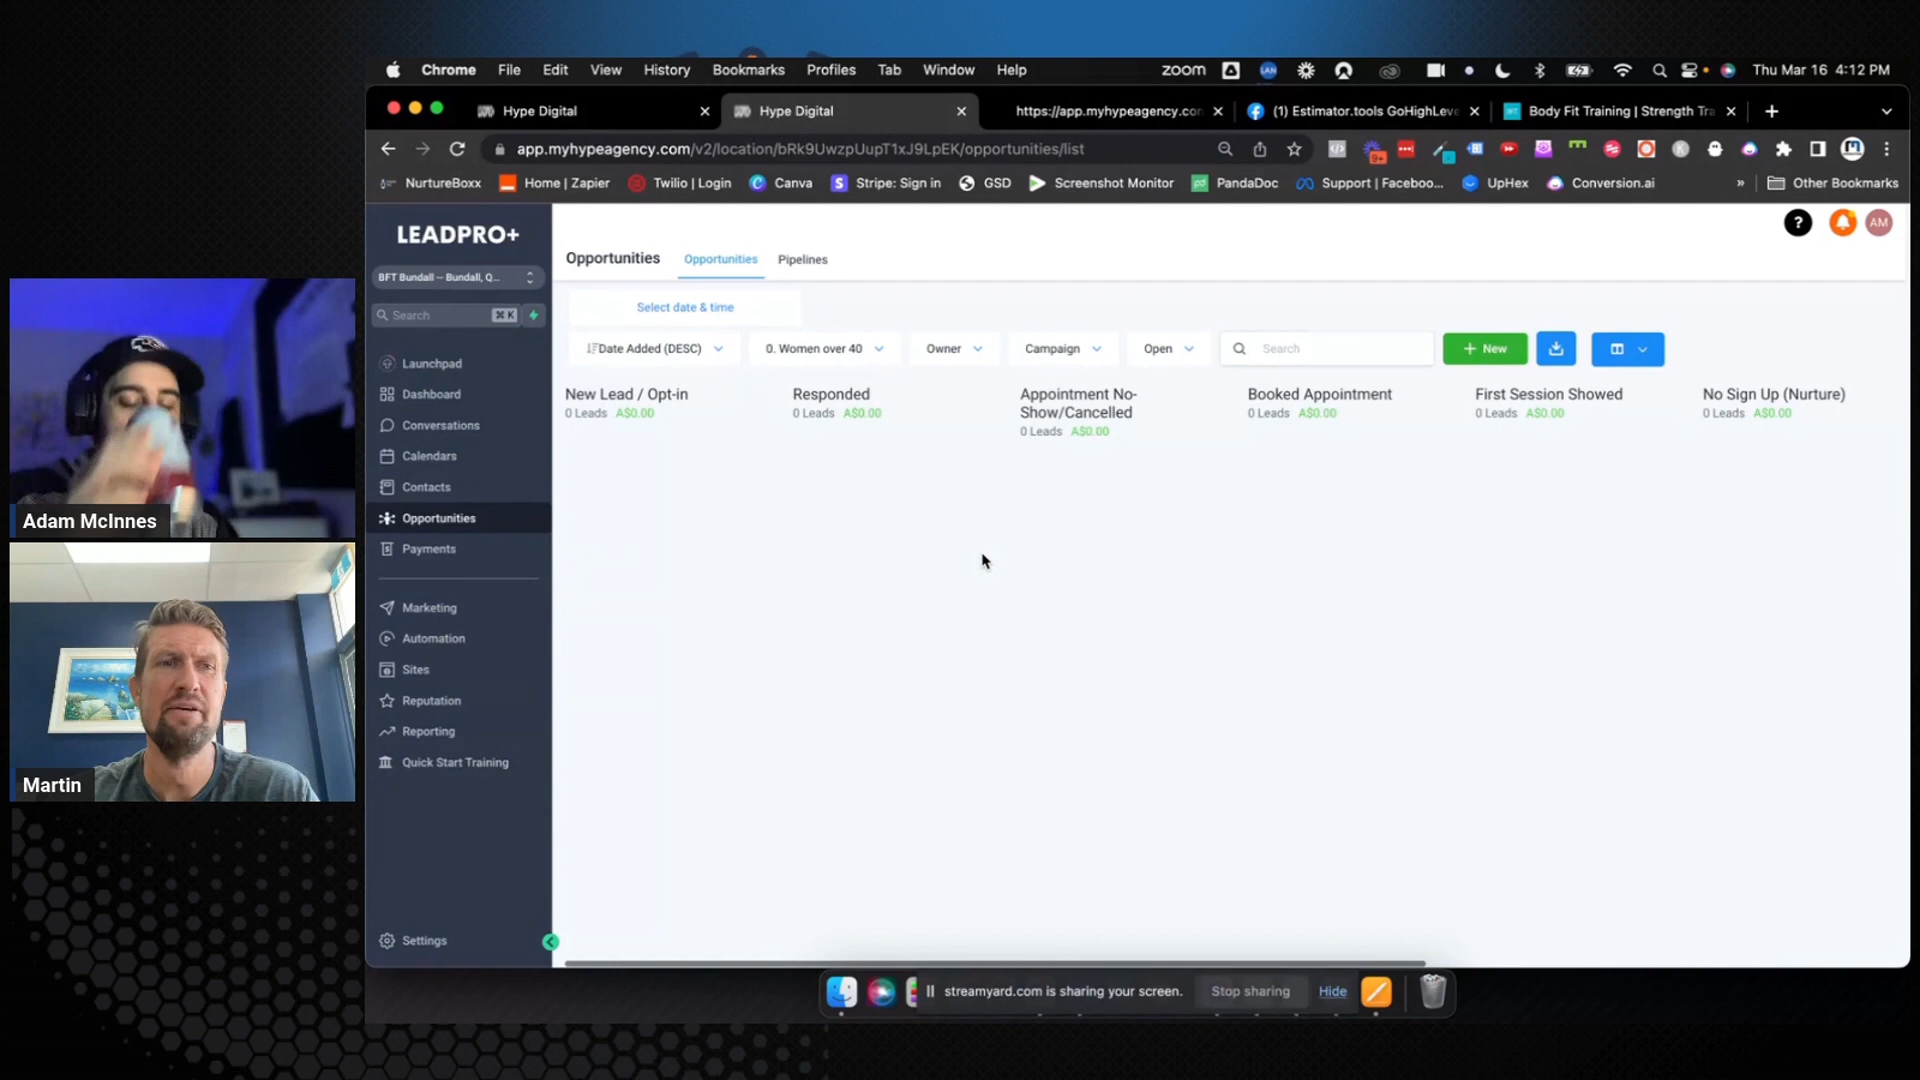 Chrome File Edit View History Bookmarks Profiles Tab Window Help zoom LAN Thu Mar 16 4:12 PM
Hype Digital Hype Digital https://app.myhypeagency.con (1) Estimator.tools GoHighLeve Body Fit Training | Strength Tra
app.myhypeagency.com/v2/location/bRk9UwzpUupT1xJ9LpEK/opportunities/list 9+
NurtureBoxx Home | Zapier Twilio | Login Canva Stripe: Sign in GSD Screenshot Monitor PandaDoc Support | Faceboo... UpHex Conversion.ai » Other Bookmarks
LEADPRO+
? AM
BFT Bundall -- Bundall, Q...
Search ⌘ K
Launchpad
Dashboard
Conversations
Calendars
Contacts
Opportunities
Payments
Marketing
Automation
Sites
Reputation
Reporting
Quick Start Training
Settings
Opportunities Opportunities Pipelines
Select date & time
Date Added (DESC) 0. Women over 40 Owner Campaign Open Search + New
New Lead / Opt-in
0 Leads A$0.00
Responded
0 Leads A$0.00
Appointment No-
Show/Cancelled
0 Leads A$0.00
Booked Appointment
0 Leads A$0.00
First Session Showed
0 Leads A$0.00
No Sign Up (Nurture)
0 Leads A$0.00
Adam McInnes
Martin
streamyard.com is sharing your screen. Stop sharing Hide